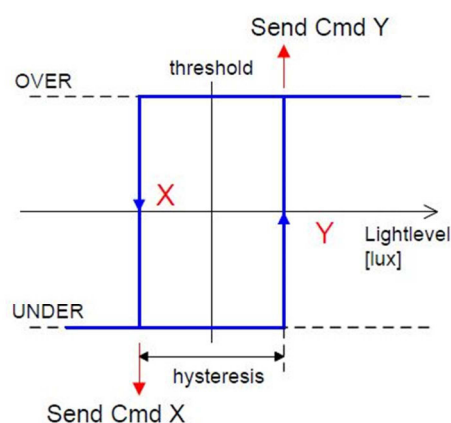 Send Cmd Y
threshold
OVER
X
Y
Lightlevel
[lux]
UNDER
hysteresis
Send Cmd X